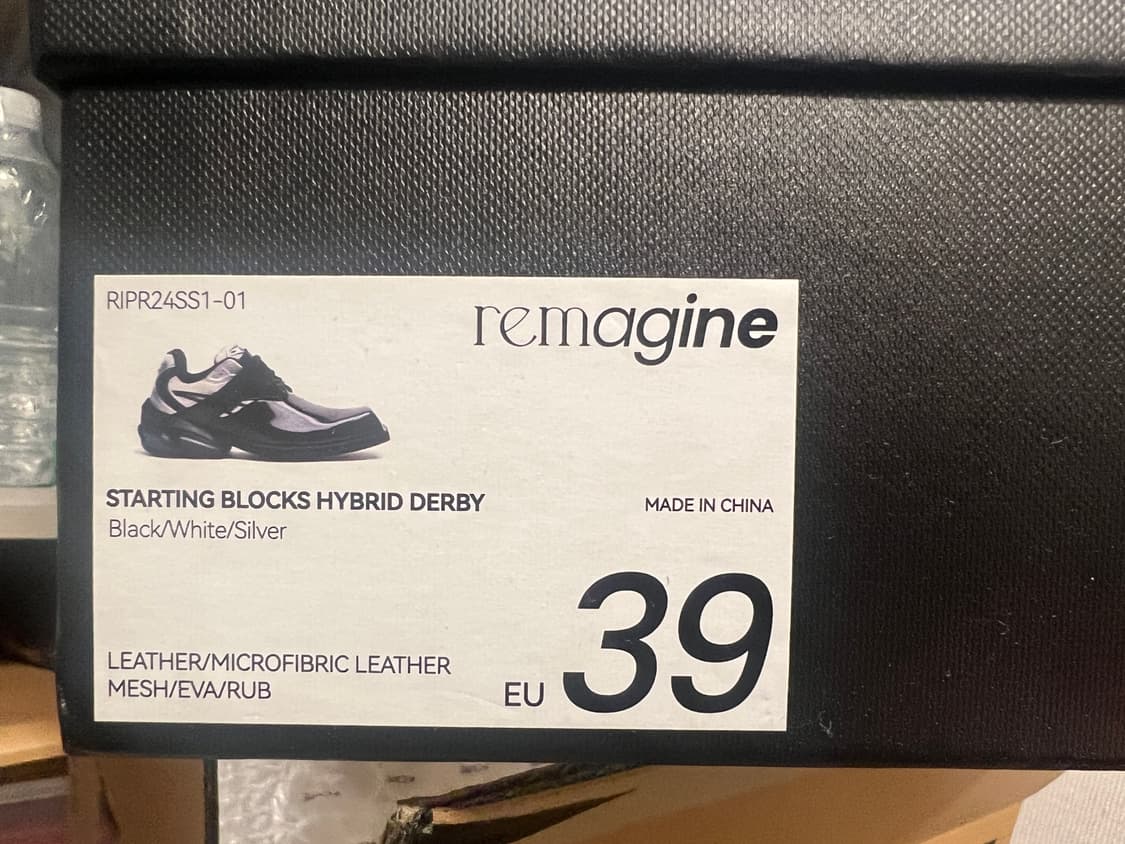 RIPR24SS1-01
remagine
STARTING BLOCKS HYBRID DERBY
Black/White/Silver
MADE IN CHINA
LEATHER/MICROFIBRIC LEATHER
MESH/EVA/RUB
EU 39